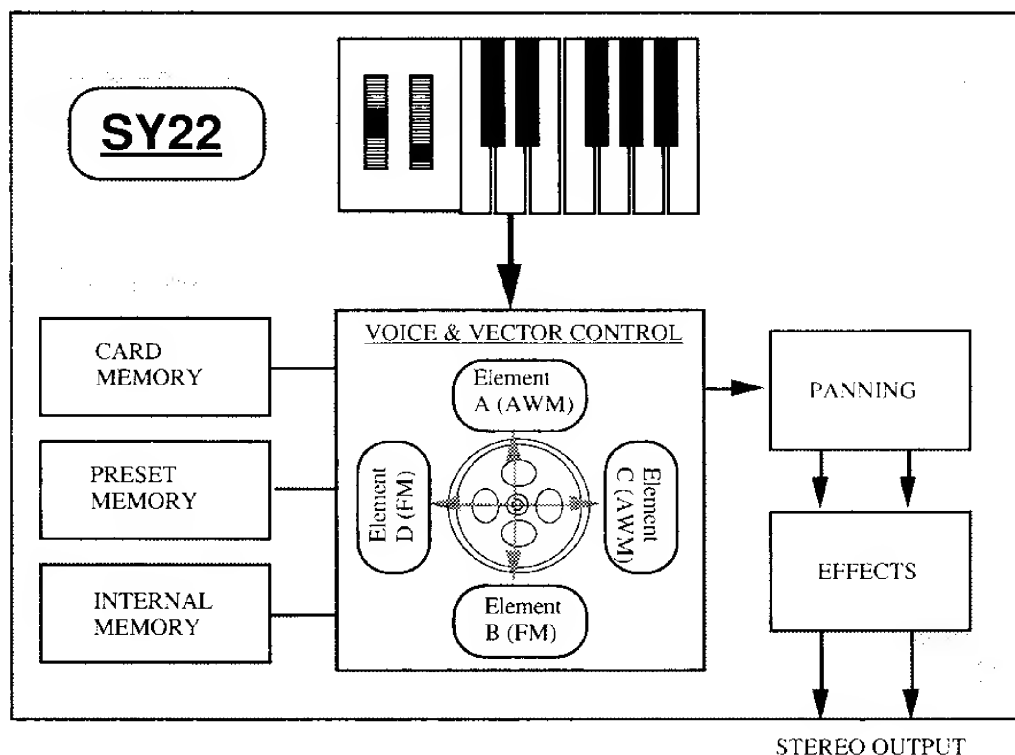 SY22
CARD
MEMORY
PRESET
MEMORY
INTERNAL
MEMORY
VOICE & VECTOR CONTROL
Element
A (AWM)
Element
D (FM)
Element
C (AWM)
Element
B (FM)
PANNING
EFFECTS
STEREO OUTPUT